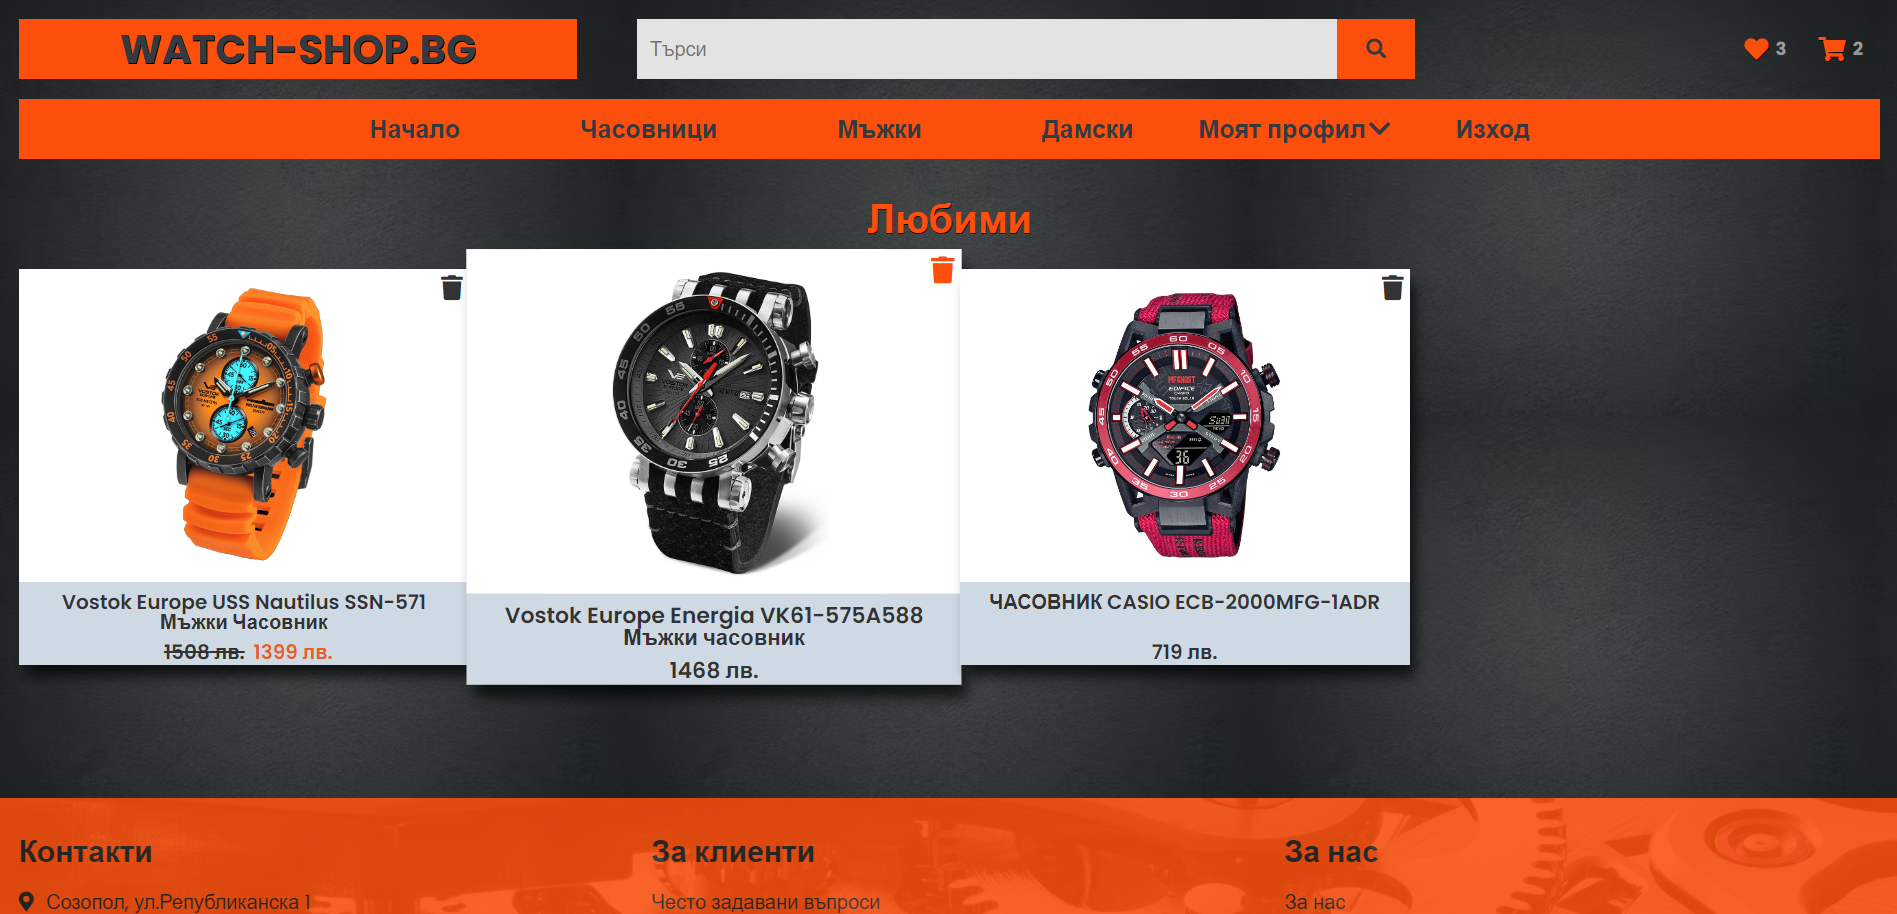 WATCH-SHOP.BG
Търси
3
2
Начало
Часовници
Мъжки
Дамски
Моят профил
Изход
Любими
Vostok Europe USS Nautilus SSN-571
Мъжки Часовник
1508 лв. 1399 лв.
Vostok Europe Energia VK61-575A588
Мъжки часовник
1468 лв.
ЧАСОВНИК CASIO ECB-2000MFG-1ADR
719 лв.
Контакти
Созопол, ул.Републиканска 1
За клиенти
Често задавани въпроси
За нас
За нас